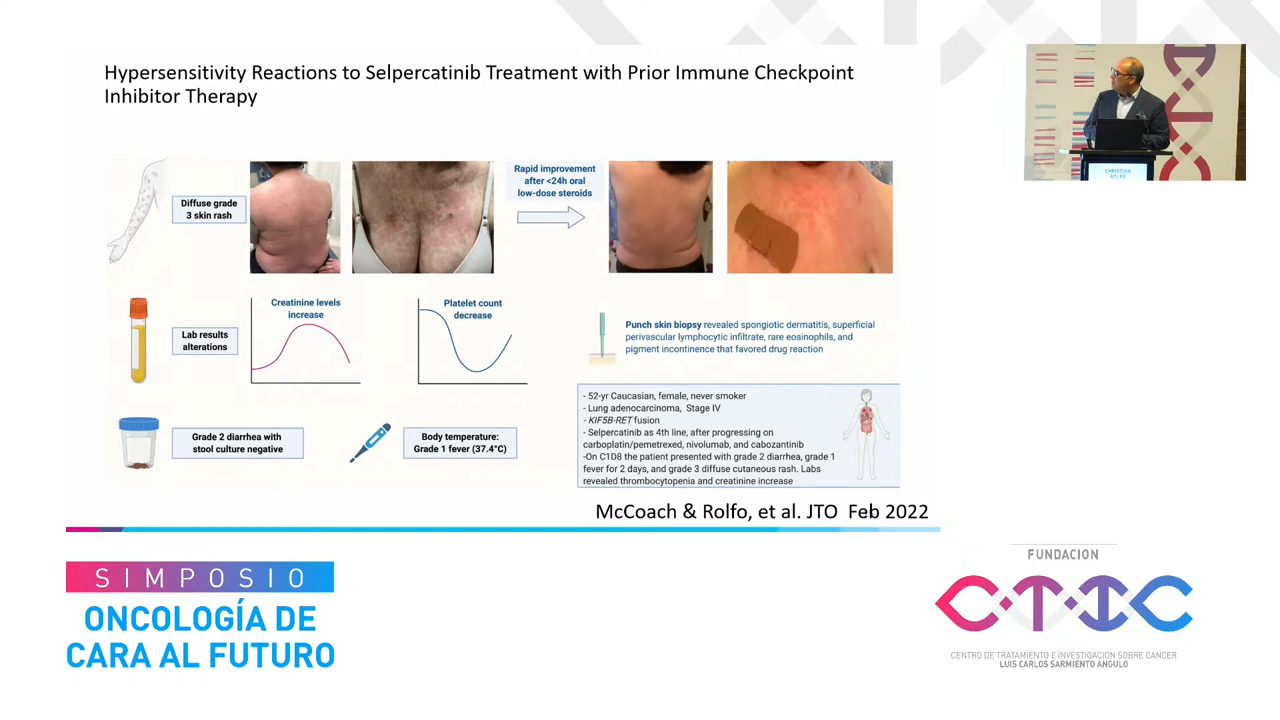 Hypersensitivity Reactions to Selpercatinib Treatment with Prior Immune Checkpoint
Inhibitor Therapy
Diffuse grade
3 skin rash
Rapid improvement
after <24h oral
low-dose steroids
CHRISTIAN
ROLFO
Lab results
alterations
Creatinine levels
increase
Platelet count
decrease
Punch skin biopsy revealed spongiotic dermatitis, superficial
perivascular lymphocytic infiltrate, rare eosinophils, and
pigment incontinence that favored drug reaction
Grade 2 diarrhea with
stool culture negative
Body temperature:
Grade 1 fever (37.4°C)
- 52-yr Caucasian, female, never smoker
- Lung adenocarcinoma, Stage IV
- KIF5B-RET fusion
- Selpercatinib as 4th line, after progressing on
carboplatin/pemetrexed, nivolumab, and cabozantinib
-On C1D8 the patient presented with grade 2 diarrhea, grade 1
fever for 2 days, and grade 3 diffuse cutaneous rash. Labs
revealed thrombocytopenia and creatinine increase
McCoach & Rolfo, et al. JTO Feb 2022
SIMPOSIO
ONCOLOGÍA DE
CARA AL FUTURO
FUNDACION
CTIC
CENTRO DE TRATAMIENTO E INVESTIGACION SOBRE CANCER
LUIS CARLOS SARMIENTO ANGULO